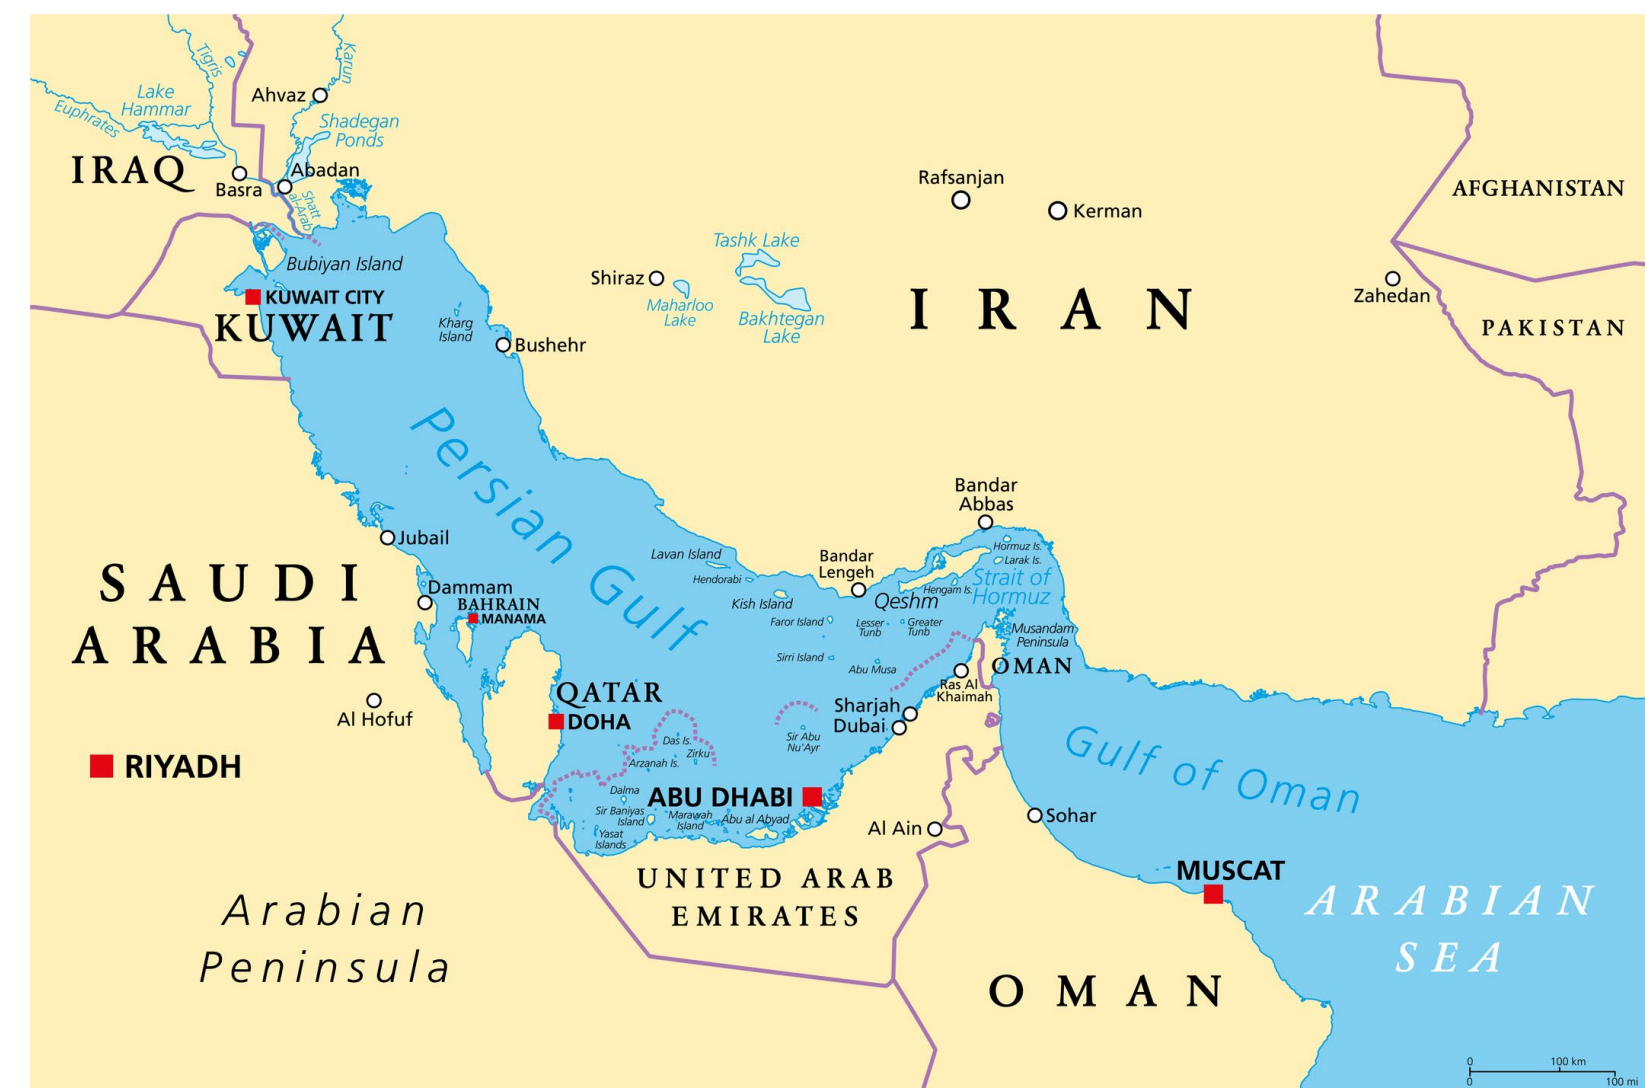 Tigris
Karun
Euphrates
Lake
Hammar
Ahvaz
Shadegan
Ponds
IRAQ
Basra
Abadan
Shatt
al-Arab
Bubiyan Island
KUWAIT CITY
KUWAIT
Kharg
Island
Bushehr
Shiraz
Maharloo
Lake
Tashk Lake
Bakhtegan
Lake
Rafsanjan
Kerman
IRAN
AFGHANISTAN
Zahedan
PAKISTAN
Persian Gulf
Jubail
SAUDI
ARABIA
Dammam
BAHRAIN
MANAMA
Al Hofuf
RIYADH
QATAR
DOHA
Lavan Island
Hendorabi
Kish Island
Faror Island
Sirri Island
Bandar
Lengeh
Bandar
Abbas
Hormuz Is.
Larak Is.
Hengam Is.
Qeshm
Strait of
Hormuz
Lesser
Tunb
Greater
Tunb
Abu Musa
Musandam
Peninsula
OMAN
Ras Al
Khaimah
Sharjah
Dubai
Sir Abu
Nu'Ayr
Das Is.
Zirku
Arzanah Is.
Dalma
Sir Baniyas
Island
Yasat
Islands
Marawah
Island
Abu al Abyad
ABU DHABI
Al Ain
UNITED ARAB
EMIRATES
Gulf of Oman
Sohar
MUSCAT
ARABIAN
SEA
Arabian
Peninsula
OMAN
0 100 km
0 100 mi